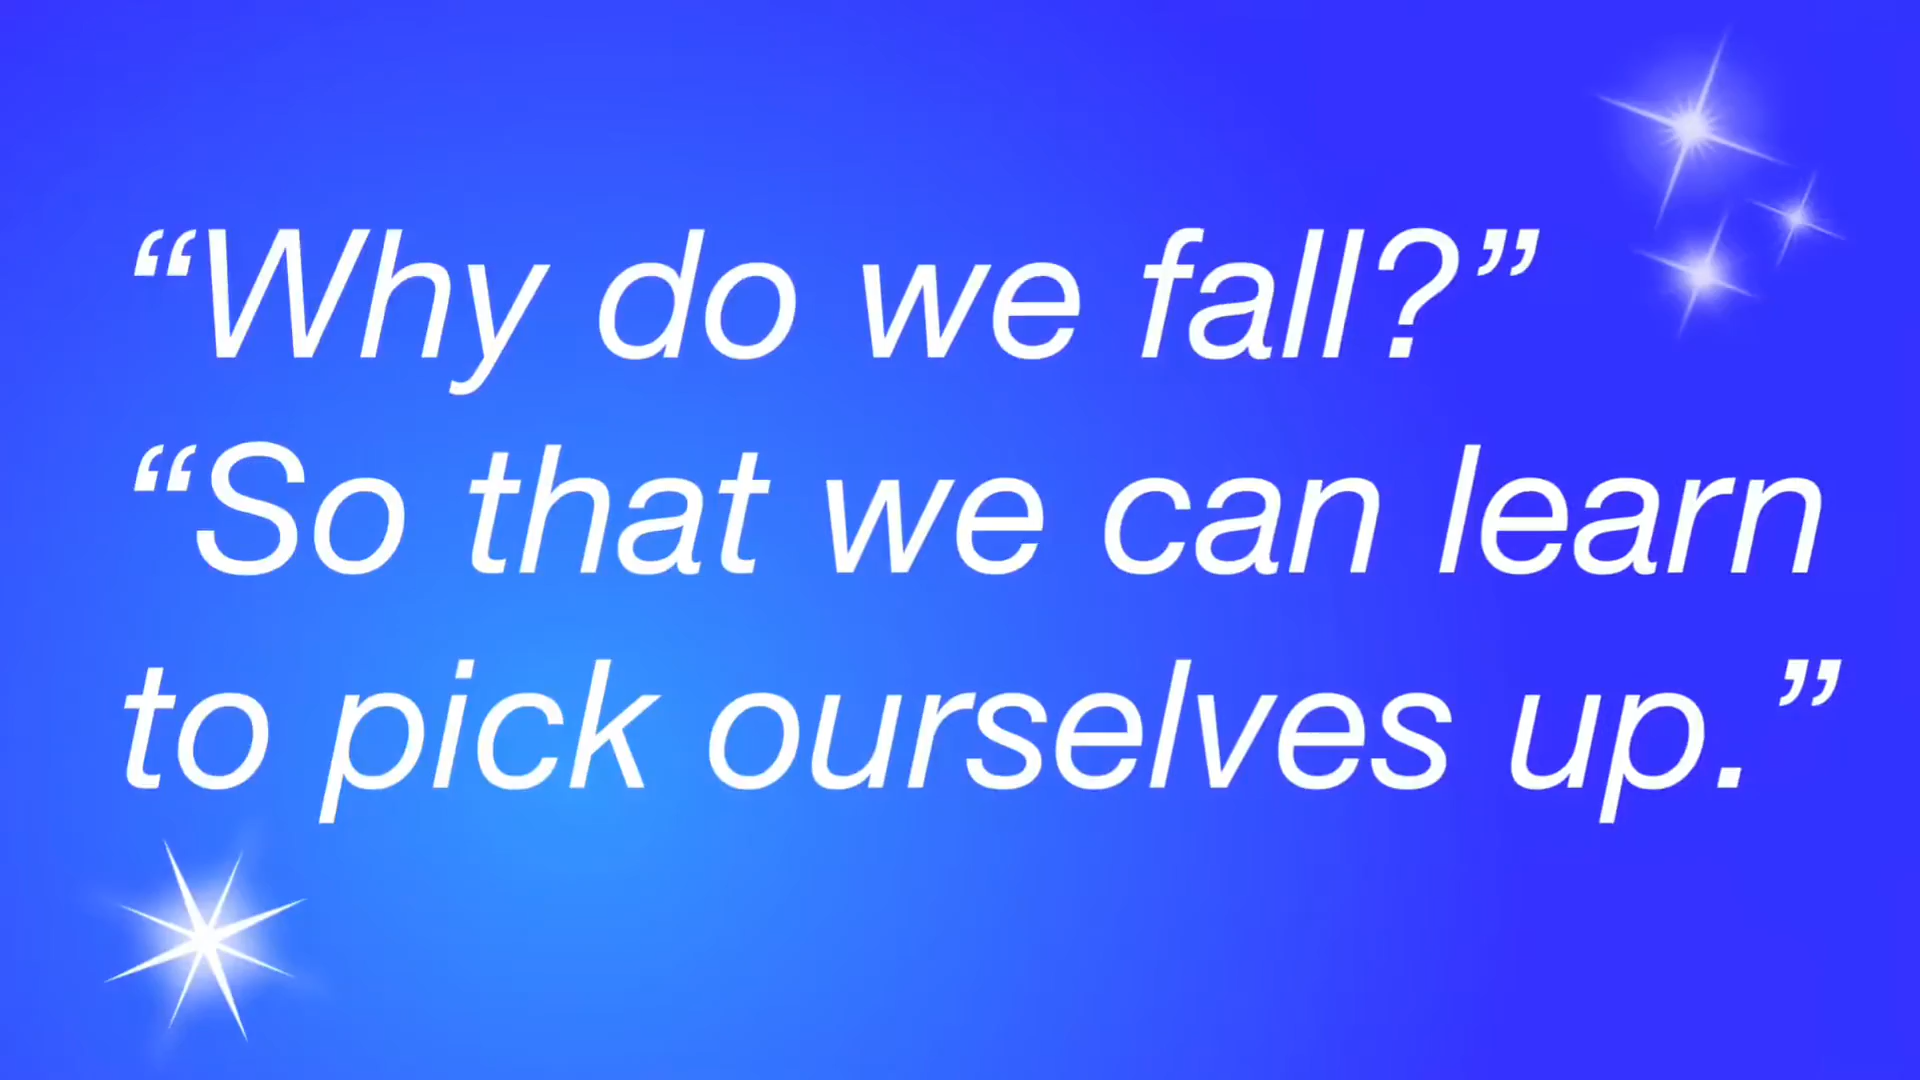 “Why do we fall?”
“So that we can learn
to pick ourselves up.”